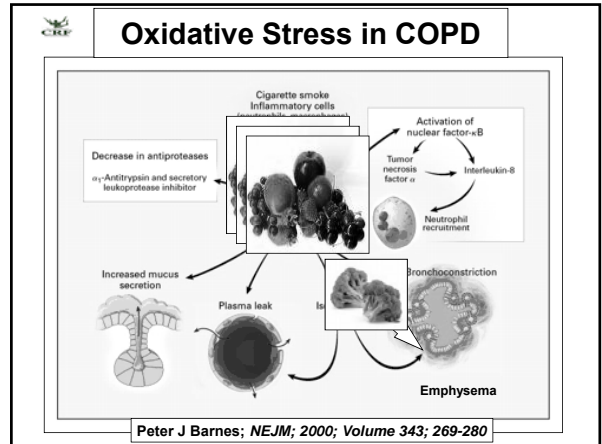 CRF
Oxidative Stress in COPD
Cigarette smoke
Inflammatory cells
(neutrophils, macrophages)
Activation of
nuclear factor-κB
Decrease in antiproteases
α₁-Antitrypsin and secretory
leukoprotease inhibitor
Tumor
necrosis
factor α
Interleukin-8
Neutrophil
recruitment
Increased mucus
secretion
Plasma leak
Bronchoconstriction
Emphysema
Peter J Barnes; NEJM; 2000; Volume 343; 269-280